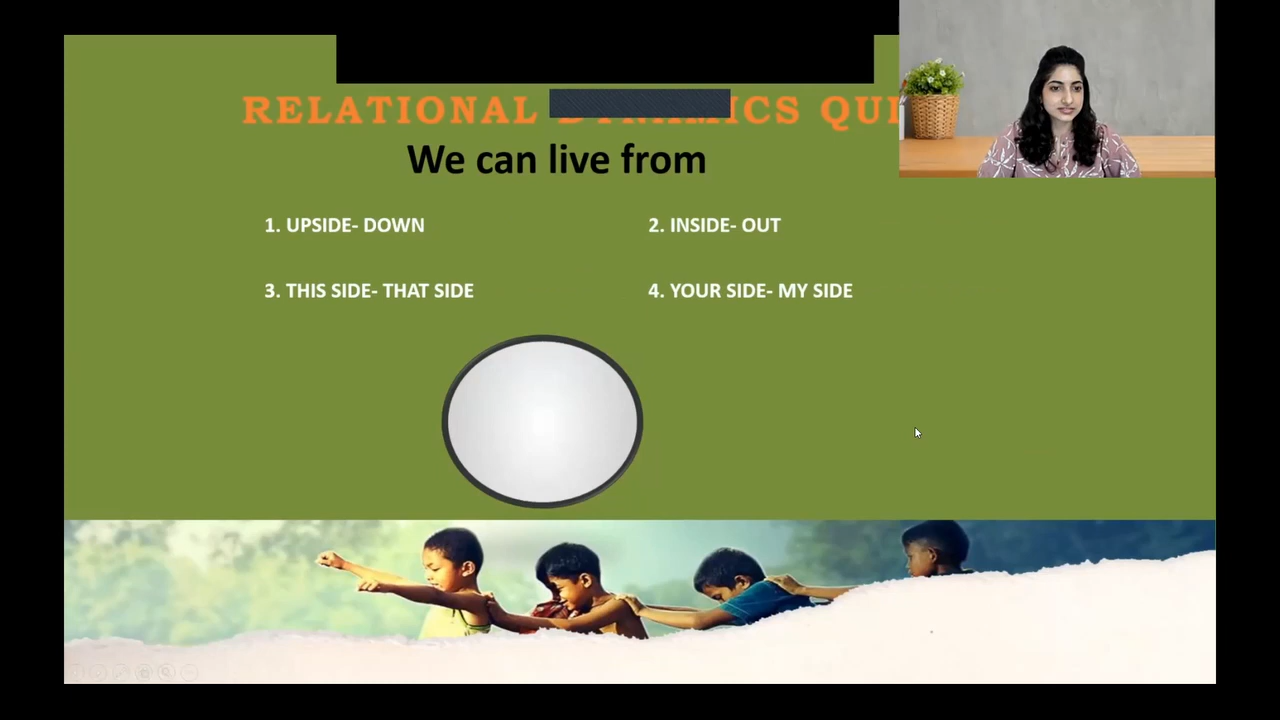 RELATIONAL
We can live from
1. UPSIDE- DOWN
2. INSIDE- OUT
3. THIS SIDE- THAT SIDE
4. YOUR SIDE- MY SIDE